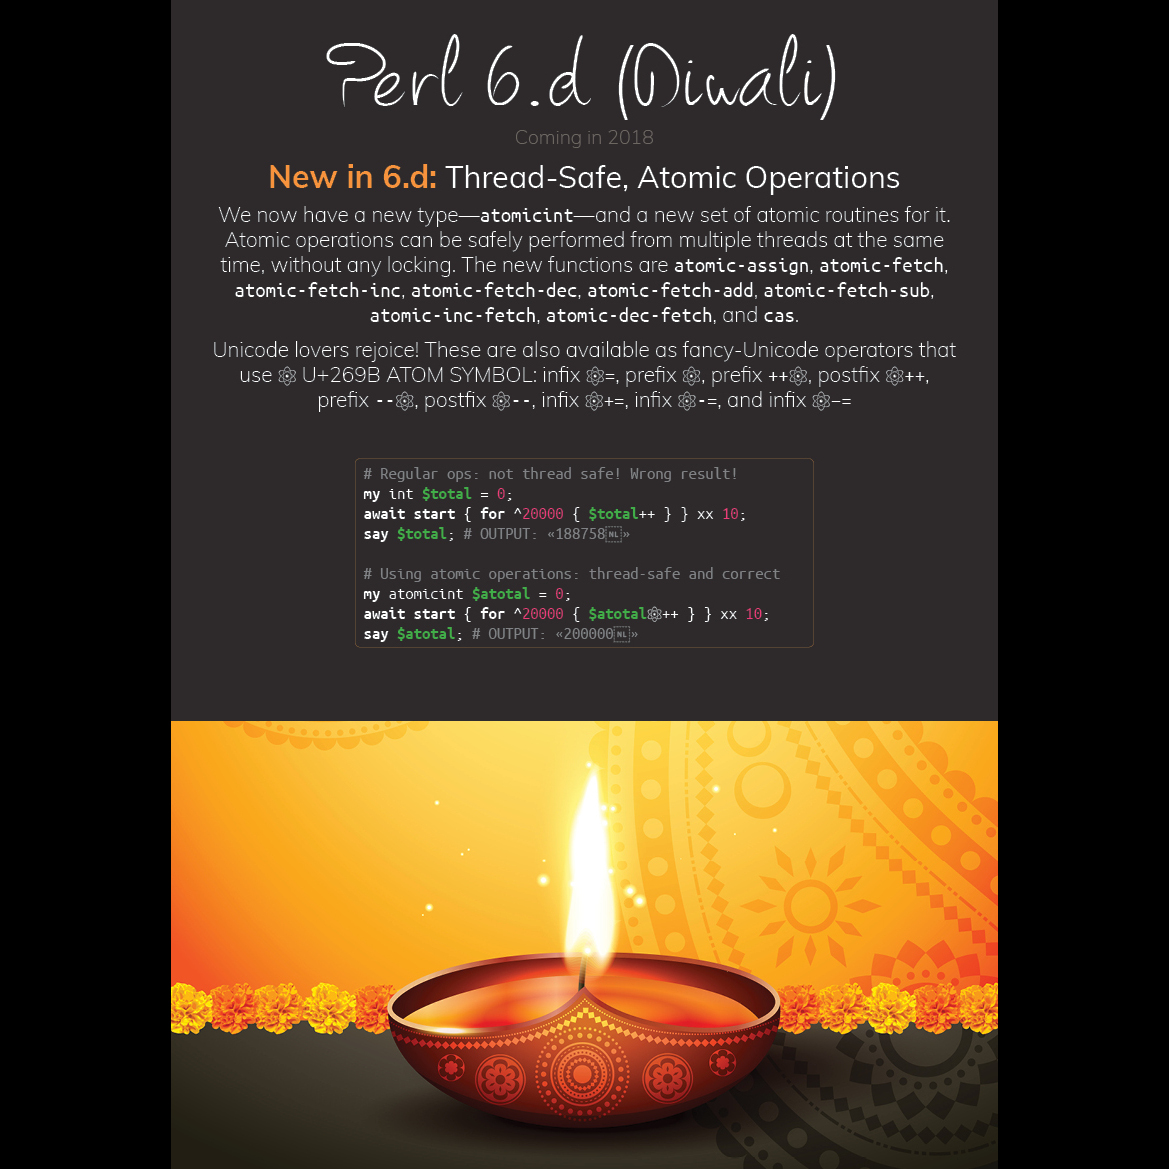 Perl 6.d (Diwali)
Coming in 2018
New in 6.d: Thread-Safe, Atomic Operations
We now have a new type—atomicint—and a new set of atomic routines for it.
Atomic operations can be safely performed from multiple threads at the same
time, without any locking. The new functions are atomic-assign, atomic-fetch,
atomic-fetch-inc, atomic-fetch-dec, atomic-fetch-add, atomic-fetch-sub,
atomic-inc-fetch, atomic-dec-fetch, and cas.
Unicode lovers rejoice! These are also available as fancy-Unicode operators that
use ⚛ U+269B ATOM SYMBOL: infix ⚛=, prefix ⚛, prefix ++⚛, postfix ⚛++,
prefix --⚛, postfix ⚛--, infix ⚛+=, infix ⚛-=, and infix ⚛−=
# Regular ops: not thread safe! Wrong result!
my int $total = 0;
await start { for ^20000 { $total++ } } xx 10;
say $total; # OUTPUT: «188758␤»
# Using atomic operations: thread-safe and correct
my atomicint $atotal = 0;
await start { for ^20000 { $atotal⚛++ } } xx 10;
say $atotal; # OUTPUT: «200000␤»